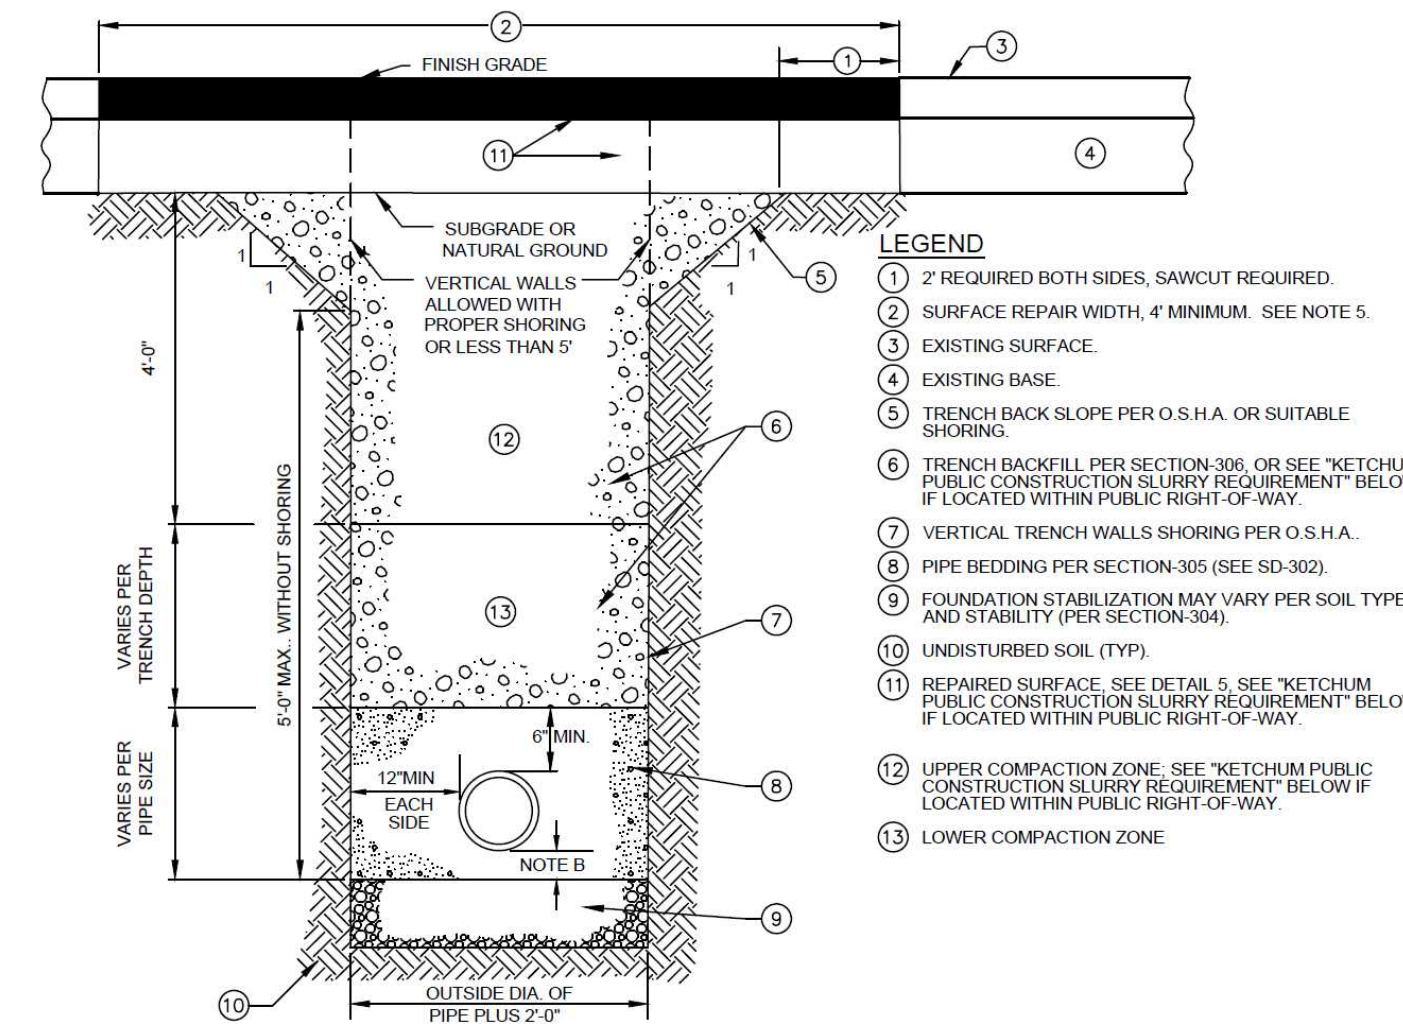 2
FINISH GRADE
1
3
11
4
SUBGRADE OR
NATURAL GROUND
VERTICAL WALLS
ALLOWED WITH
PROPER SHORING
OR LESS THAN 5'
1
1
1
1
5
4'-0"
12
6
5'-0" MAX.. WITHOUT SHORING
VARIES PER
TRENCH DEPTH
13
7
VARIES PER
PIPE SIZE
6" MIN.
12"MIN
EACH
SIDE
8
NOTE B
9
10
OUTSIDE DIA. OF
PIPE PLUS 2'-0"
LEGEND
1 2' REQUIRED BOTH SIDES, SAWCUT REQUIRED.
2 SURFACE REPAIR WIDTH, 4' MINIMUM. SEE NOTE 5.
3 EXISTING SURFACE.
4 EXISTING BASE.
5 TRENCH BACK SLOPE PER O.S.H.A. OR SUITABLE
SHORING.
6 TRENCH BACKFILL PER SECTION-306, OR SEE "KETCHU
PUBLIC CONSTRUCTION SLURRY REQUIREMENT" BELO
IF LOCATED WITHIN PUBLIC RIGHT-OF-WAY.
7 VERTICAL TRENCH WALLS SHORING PER O.S.H.A..
8 PIPE BEDDING PER SECTION-305 (SEE SD-302).
9 FOUNDATION STABILIZATION MAY VARY PER SOIL TYPE
AND STABILITY (PER SECTION-304).
10 UNDISTURBED SOIL (TYP).
11 REPAIRED SURFACE, SEE DETAIL 5, SEE "KETCHUM
PUBLIC CONSTRUCTION SLURRY REQUIREMENT" BELO
IF LOCATED WITHIN PUBLIC RIGHT-OF-WAY.
12 UPPER COMPACTION ZONE; SEE "KETCHUM PUBLIC
CONSTRUCTION SLURRY REQUIREMENT" BELOW IF
LOCATED WITHIN PUBLIC RIGHT-OF-WAY.
13 LOWER COMPACTION ZONE